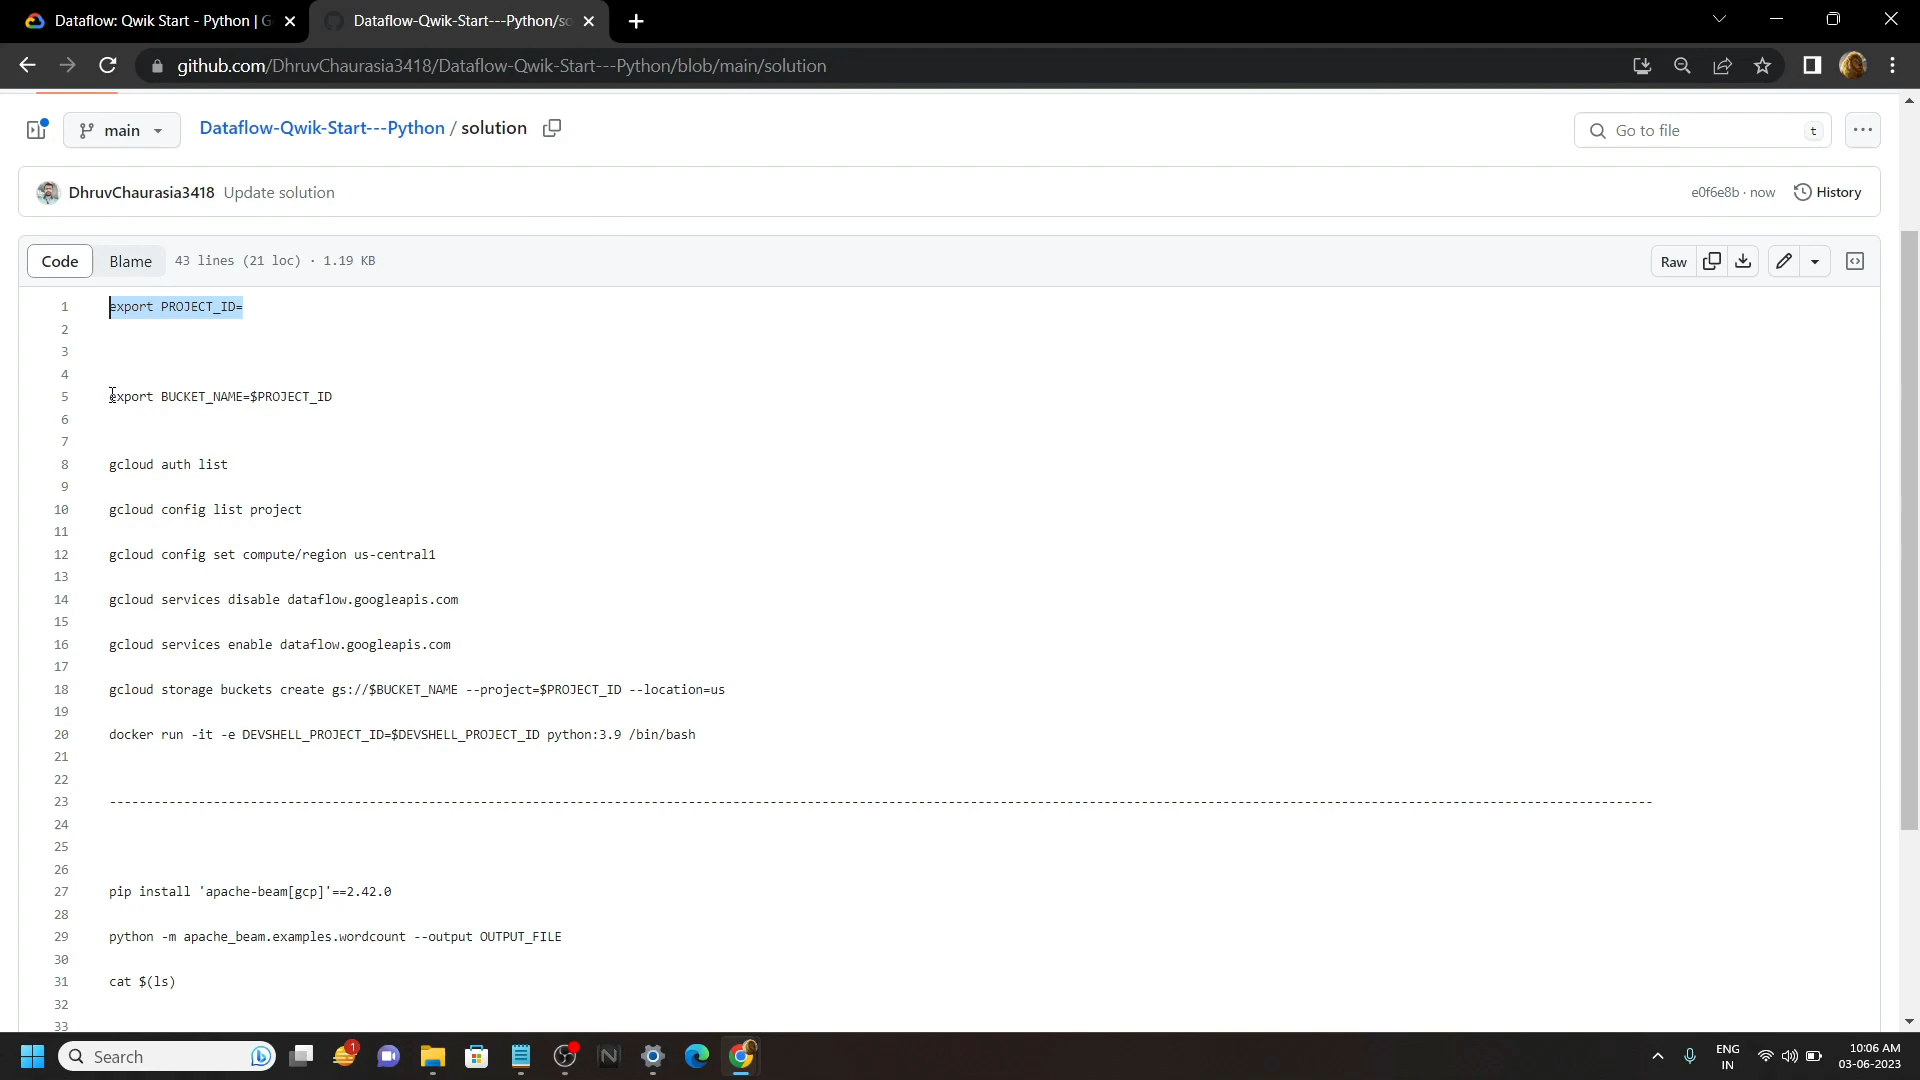 Dataflow: Qwik Start - Python | G
Dataflow-Qwik-Start---Python/so
github.com/DhruvChaurasia3418/Dataflow-Qwik-Start---Python/blob/main/solution
main
Dataflow-Qwik-Start---Python / solution
Go to file
t
DhruvChaurasia3418 Update solution
e0f6e8b · now
History
Code
Blame
43 lines (21 loc) · 1.19 KB
Raw
1 export PROJECT_ID=
2
3
4
5 export BUCKET_NAME=$PROJECT_ID
6
7
8 gcloud auth list
9
10 gcloud config list project
11
12 gcloud config set compute/region us-central1
13
14 gcloud services disable dataflow.googleapis.com
15
16 gcloud services enable dataflow.googleapis.com
17
18 gcloud storage buckets create gs://$BUCKET_NAME --project=$PROJECT_ID --location=us
19
20 docker run -it -e DEVSHELL_PROJECT_ID=$DEVSHELL_PROJECT_ID python:3.9 /bin/bash
21
22
23 ----------------------------------------------------------------------------------------------------------------------------------------------------------------------------------------------------------------
24
25
26
27 pip install 'apache-beam[gcp]'==2.42.0
28
29 python -m apache_beam.examples.wordcount --output OUTPUT_FILE
30
31 cat $(ls)
32
33
Search
1
ENG
IN
10:06 AM
03-06-2023